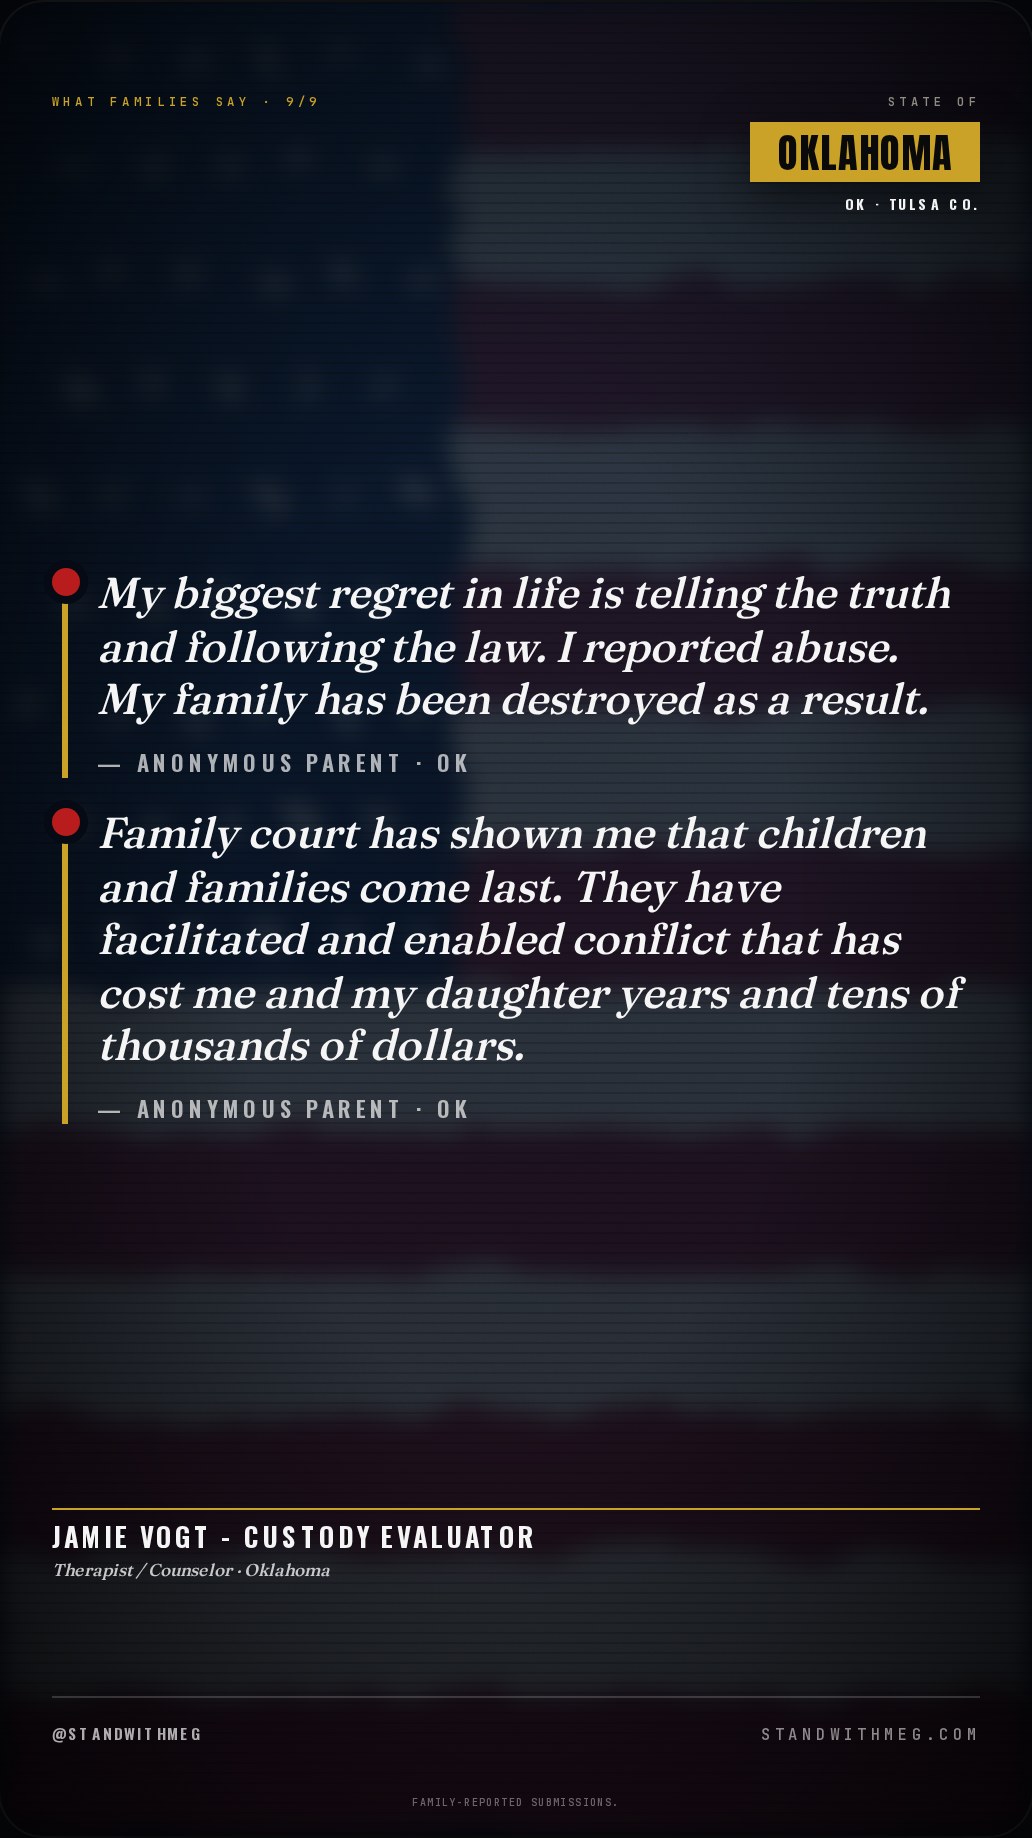 WHAT FAMILIES SAY · 9/9
STATE OF
OKLAHOMA
OK · TULSA CO.
My biggest regret in life is telling the truth
and following the law. I reported abuse.
My family has been destroyed as a result.
— ANONYMOUS PARENT · OK
Family court has shown me that children
and families come last. They have
facilitated and enabled conflict that has
cost me and my daughter years and tens of
thousands of dollars.
— ANONYMOUS PARENT · OK
JAMIE VOGT - CUSTODY EVALUATOR
Therapist / Counselor · Oklahoma
@STANDWITHMEG
STANDWITHMEG.COM
FAMILY-REPORTED SUBMISSIONS.